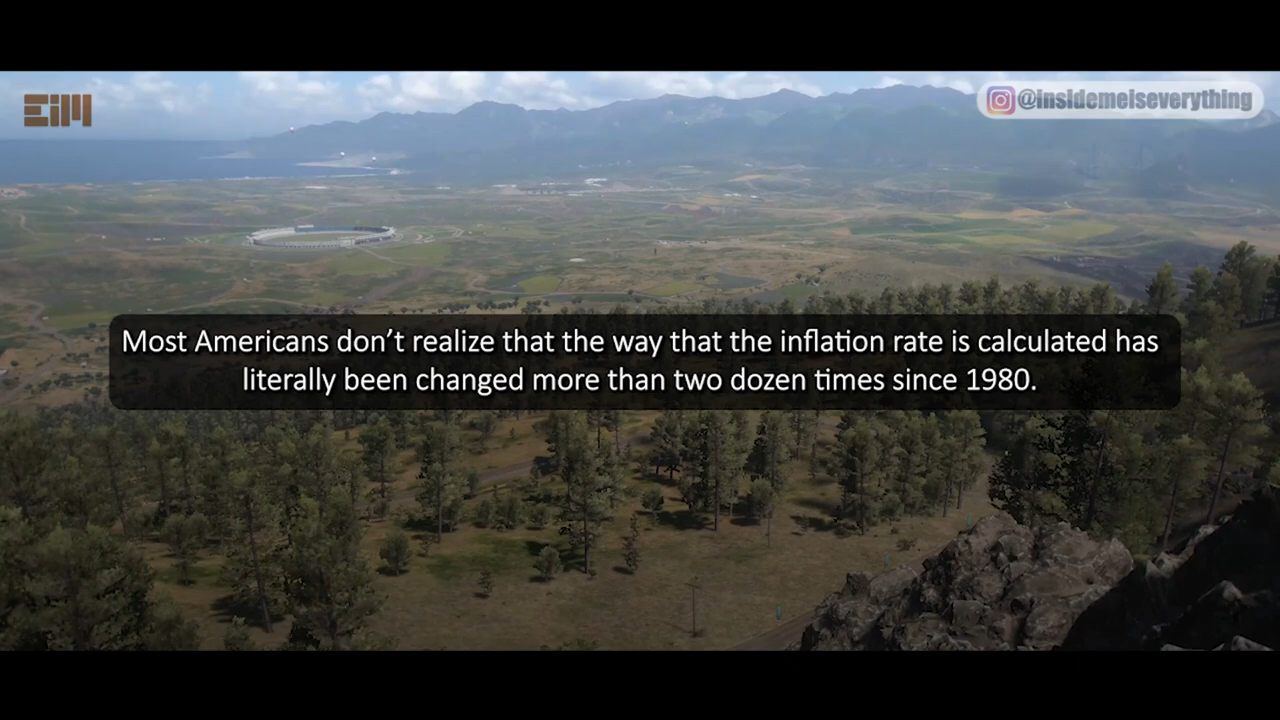 EiM
@insidemeiseverything
Most Americans don’t realize that the way that the inflation rate is calculated has
literally been changed more than two dozen times since 1980.